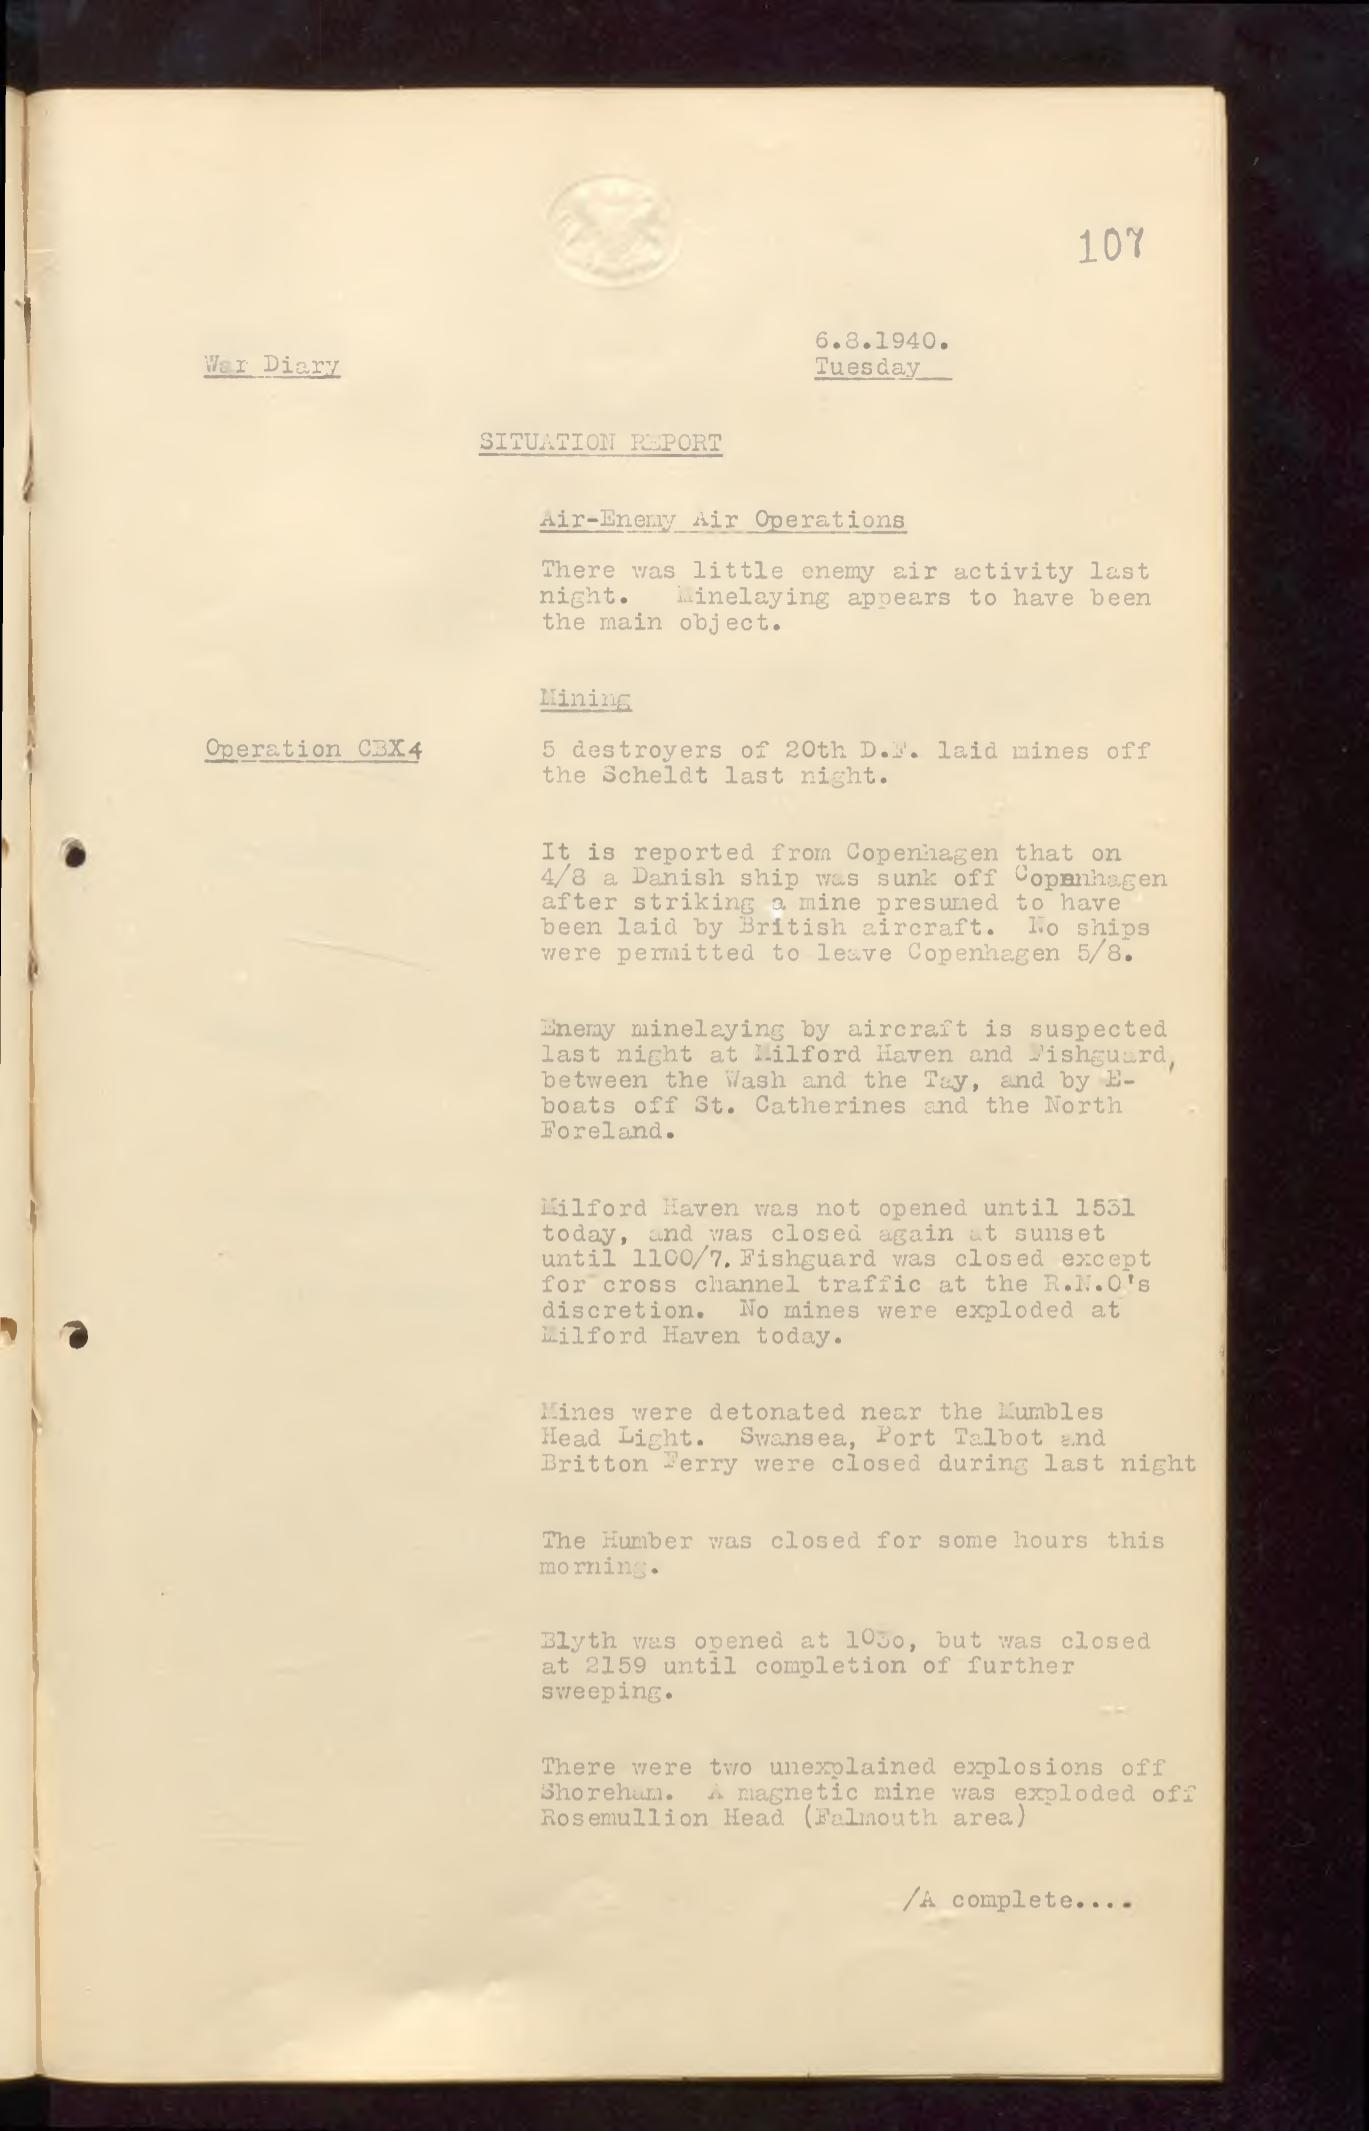 107
6.8.1940.
War Diary
Tuesday
SITUATION REPORT
Air-Enemy Air Operations
There was little enemy air activity last
night. Minelaying appears to have been
the main object.
Mining
Operation CBX4 5 destroyers of 20th D.F. laid mines off
the Scheldt last night.
It is reported from Copenhagen that on
4/8 a Danish ship was sunk off Copenhagen
after striking a mine presumed to have
been laid by British aircraft. No ships
were permitted to leave Copenhagen 5/8.
Enemy minelaying by aircraft is suspected
last night at Milford Haven and Fishguard,
between the Wash and the Tay, and by E-
boats off St. Catherines and the North
Foreland.
Milford Haven was not opened until 1531
today, and was closed again at sunset
until 1100/7. Fishguard was closed except
for cross channel traffic at the R.N.O's
discretion. No mines were exploded at
Milford Haven today.
Mines were detonated near the Mumbles
Head Light. Swansea, Port Talbot and
Britton Ferry were closed during last night
The Humber was closed for some hours this
morning.
Blyth was opened at 1030, but was closed
at 2159 until completion of further
sweeping.
There were two unexplained explosions off
Shoreham. A magnetic mine was exploded off
Rosemullion Head (Falmouth area)
/A complete....